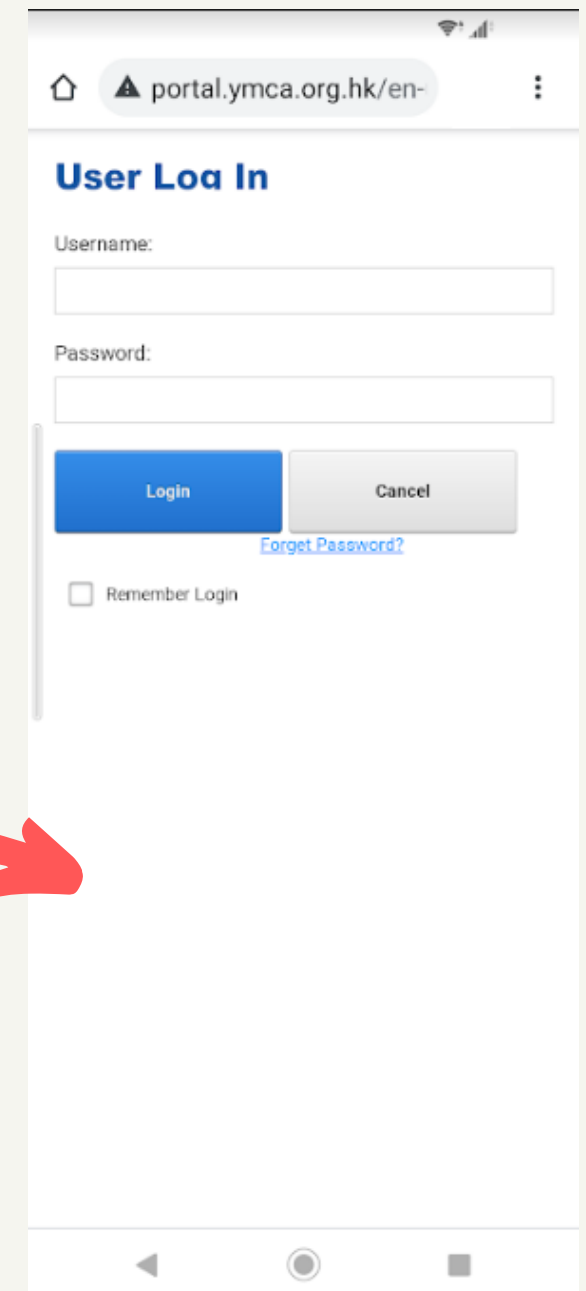 portal.ymca.org.hk/en-
User Log In
Username:
Password:
Login
Cancel
Forget Password?
Remember Login